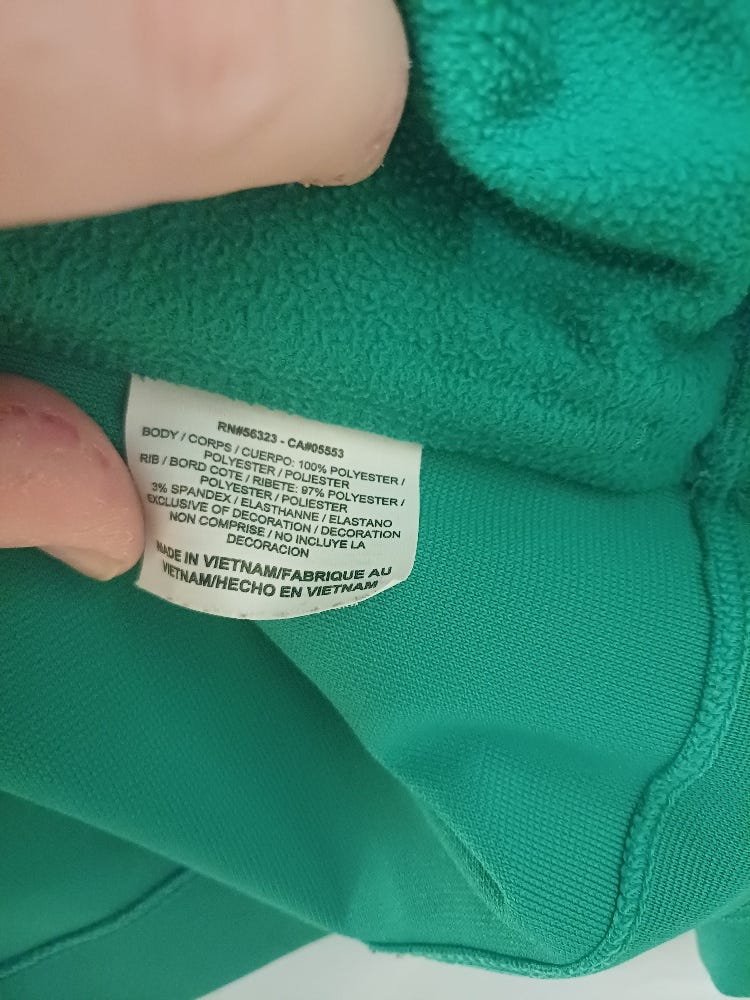 RN#56323 - CA#05553
BODY / CORPS / CUERPO: 100% POLYESTER /
POLYESTER / POLIESTER
RIB / BORD COTE / RIBETE: 97% POLYESTER /
POLYESTER / POLIESTER
3% SPANDEX / ELASTHANNE / ELASTANO
EXCLUSIVE OF DECORATION / DECORATION
NON COMPRISE / NO INCLUYE LA
DECORACION
MADE IN VIETNAM/FABRIQUE AU
VIETNAM/HECHO EN VIETNAM